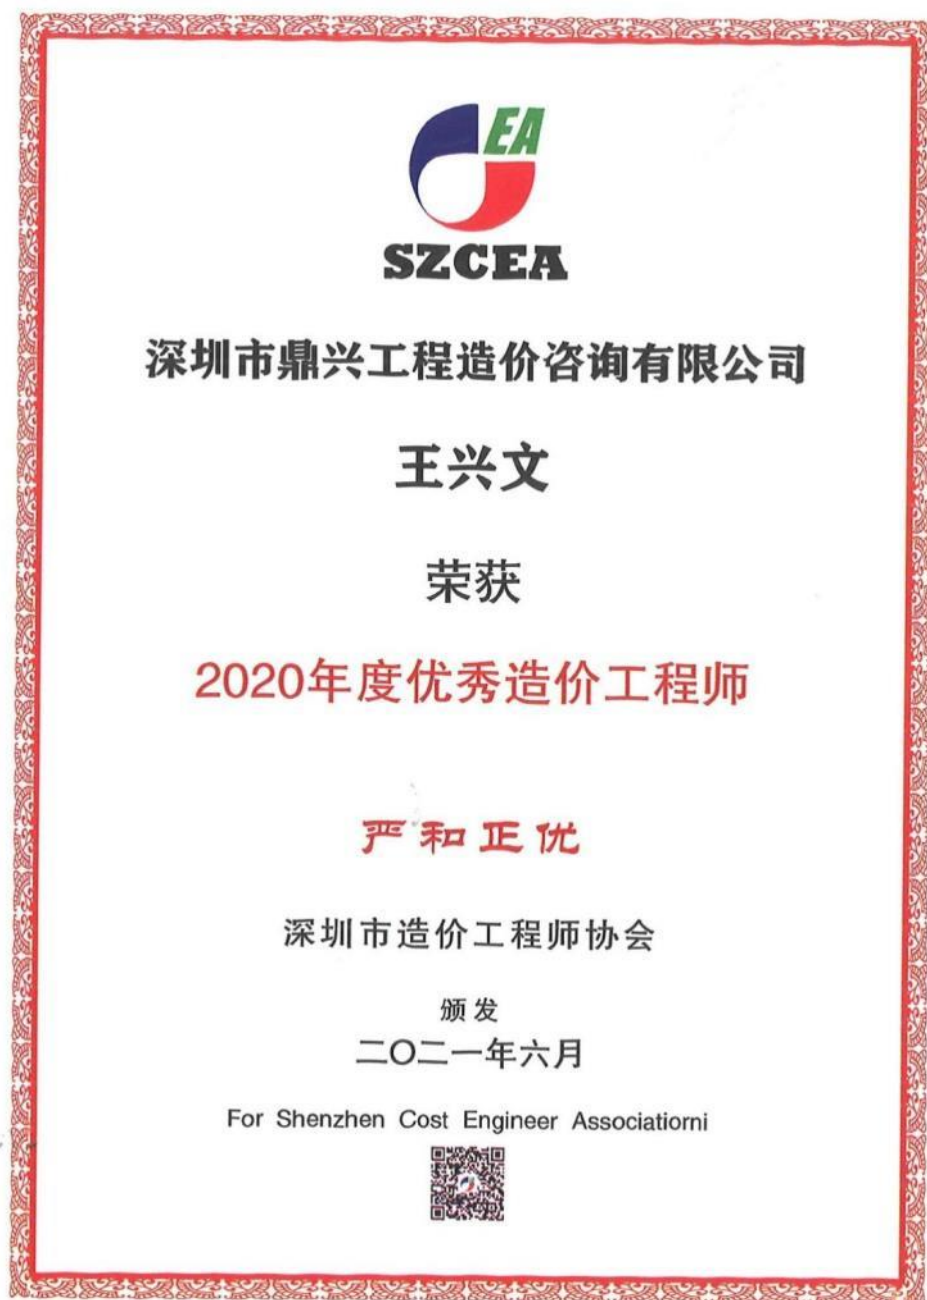 EA
SZCEA
深圳市鼎兴工程造价咨询有限公司
王兴文
荣获
2020年度优秀造价工程师
严和正优
深圳市造价工程师协会
颁发
二〇二一年六月
For Shenzhen Cost Engineer Associatiorni